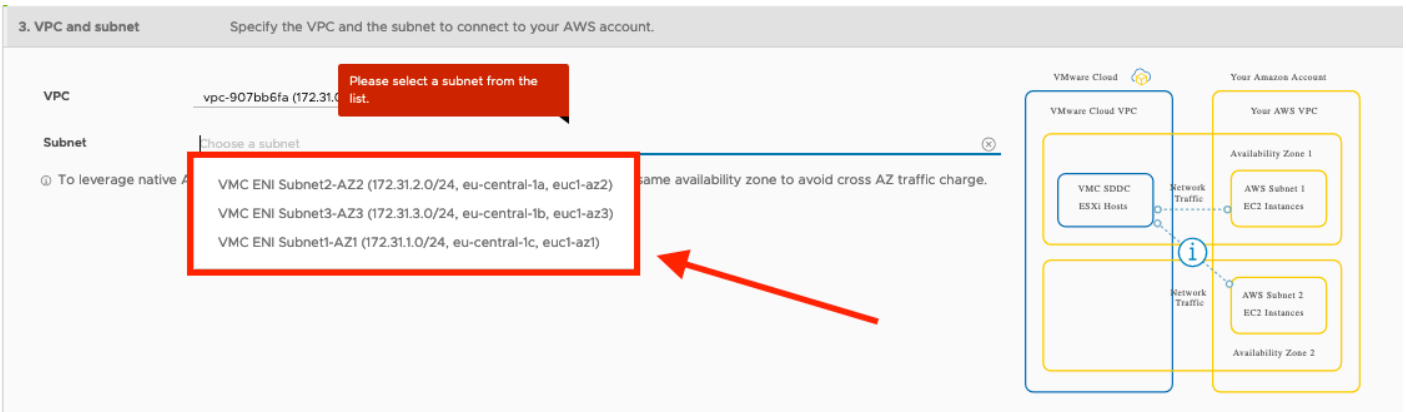 3. VPC and subnet Specify the VPC and the subnet to connect to your AWS account.
Please select a subnet from the
list.
VPC vpc-907bb6fa (172.31.
Subnet Choose a subnet
To leverage native ame availability zone to avoid cross AZ traffic charge.
VMC ENI Subnet2-AZ2 (172.31.2.0/24, eu-central-1a, euc1-az2)
VMC ENI Subnet3-AZ3 (172.31.3.0/24, eu-central-1b, euc1-az3)
VMC ENI Subnet1-AZ1 (172.31.1.0/24, eu-central-1c, euc1-az1)
VMware Cloud Your Amazon Account
VMware Cloud VPC Your AWS VPC
Availability Zone 1
VMC SDDC
ESXi Hosts
Network
Traffic
AWS Subnet 1
EC2 Instances
i
Network
Traffic
AWS Subnet 2
EC2 Instances
Availability Zone 2